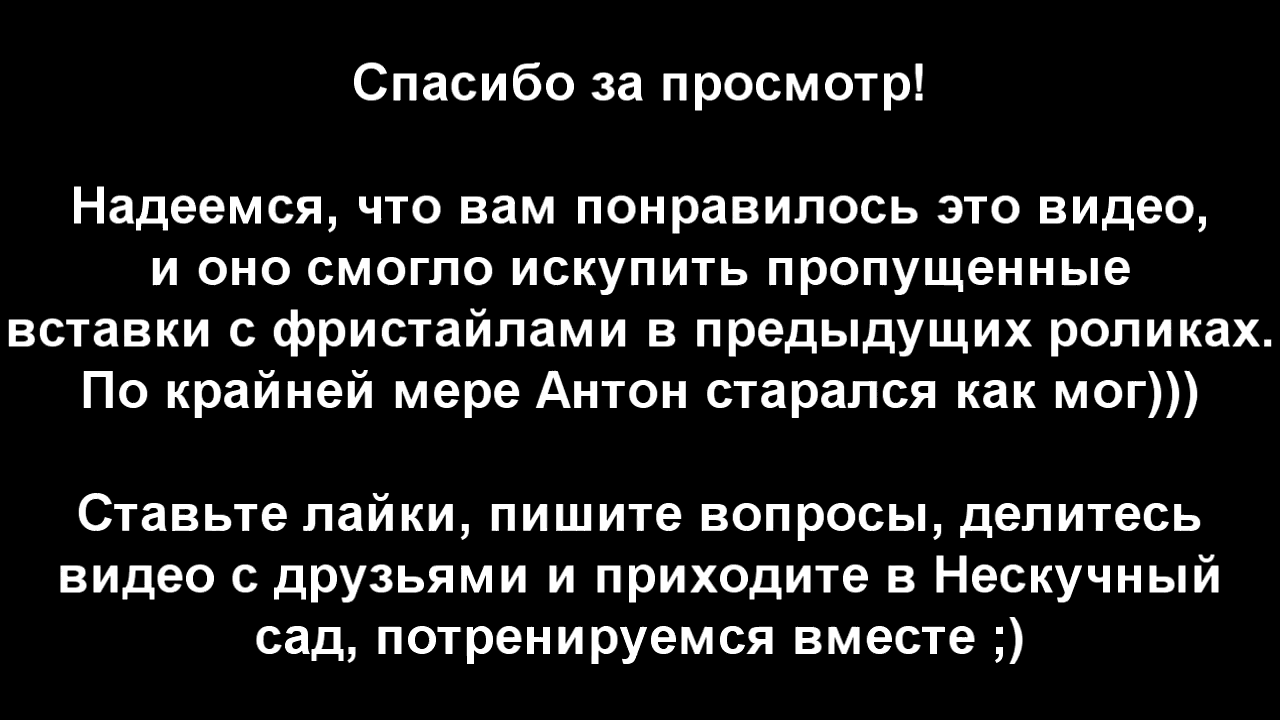 Спасибо за просмотр!
Надеемся, что вам понравилось это видео,
и оно смогло искупить пропущенные
вставки с фристайлами в предыдущих роликах.
По крайней мере Антон старался как мог)))
Ставьте лайки, пишите вопросы, делитесь
видео с друзьями и приходите в Нескучный
сад, потренируемся вместе ;)